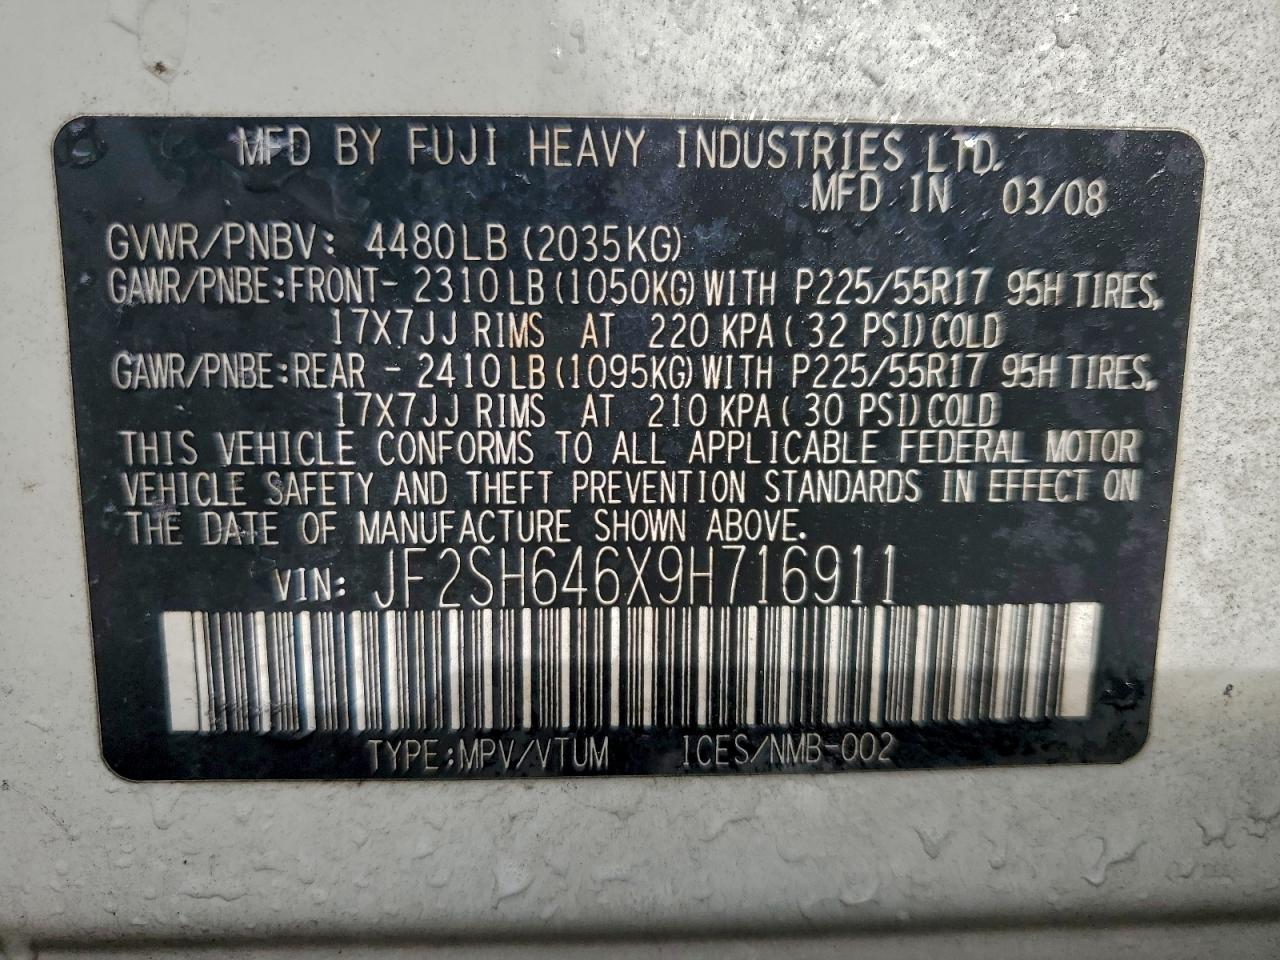 MFD BY FUJI HEAVY INDUSTRIES LTD.
MFD IN 03/08
GVWR/PNBV: 4480LB (2035KG)
GAWR/PNBE:FRONT- 2310 LB (1050KG) WITH P225/55R17 95H TIRES,
17X7JJ RIMS AT 220 KPA ( 32 PSI) COLD
GAWR/PNBE:REAR - 2410 LB (1095KG) WITH P225/55R17 95H TIRES,
17X7JJ RIMS AT 210 KPA ( 30 PSI) COLD
THIS VEHICLE CONFORMS TO ALL APPLICABLE FEDERAL MOTOR
VEHICLE SAFETY AND THEFT PREVENTION STANDARDS IN EFFECT ON
THE DATE OF MANUFACTURE SHOWN ABOVE.
VIN: JF2SH646X9H716911
TYPE:MPV/VTUM ICES/NMB-002